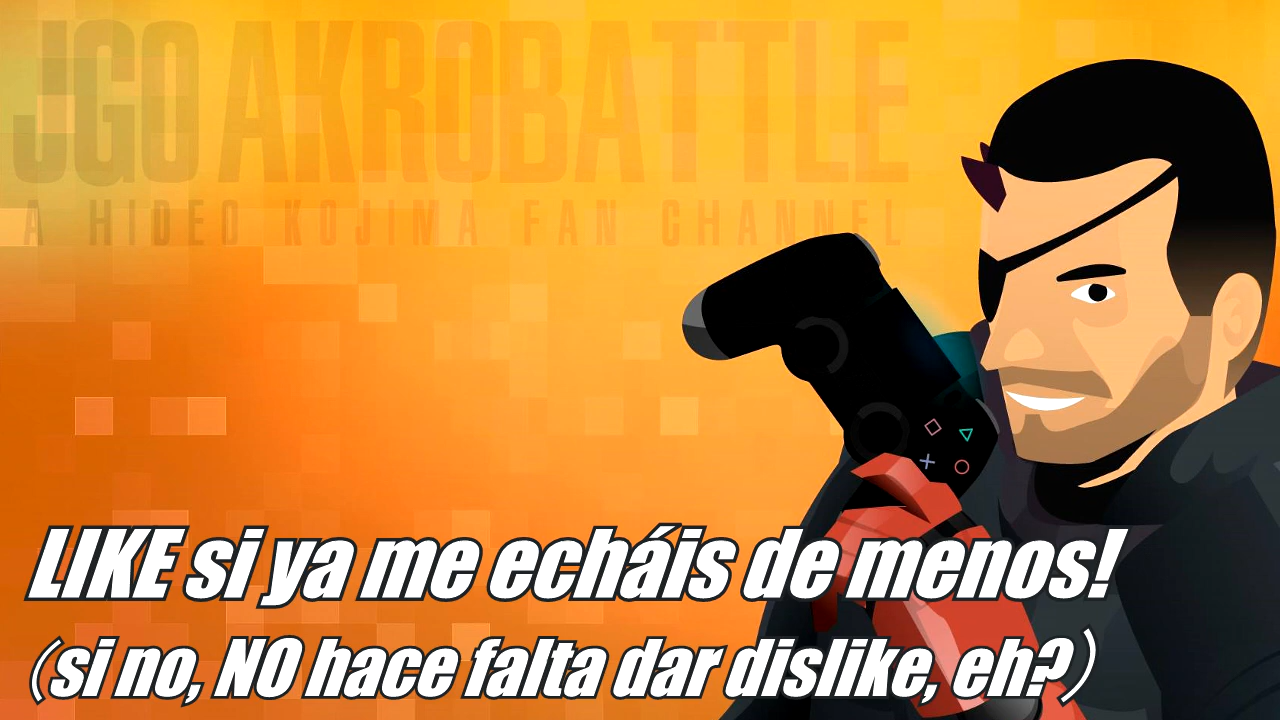 JGO AKROBATTLE
A HIDEO KOJIMA FAN CHANNEL
LIKE si ya me echáis de menos!
(si no, NO hace falta dar dislike, eh?)